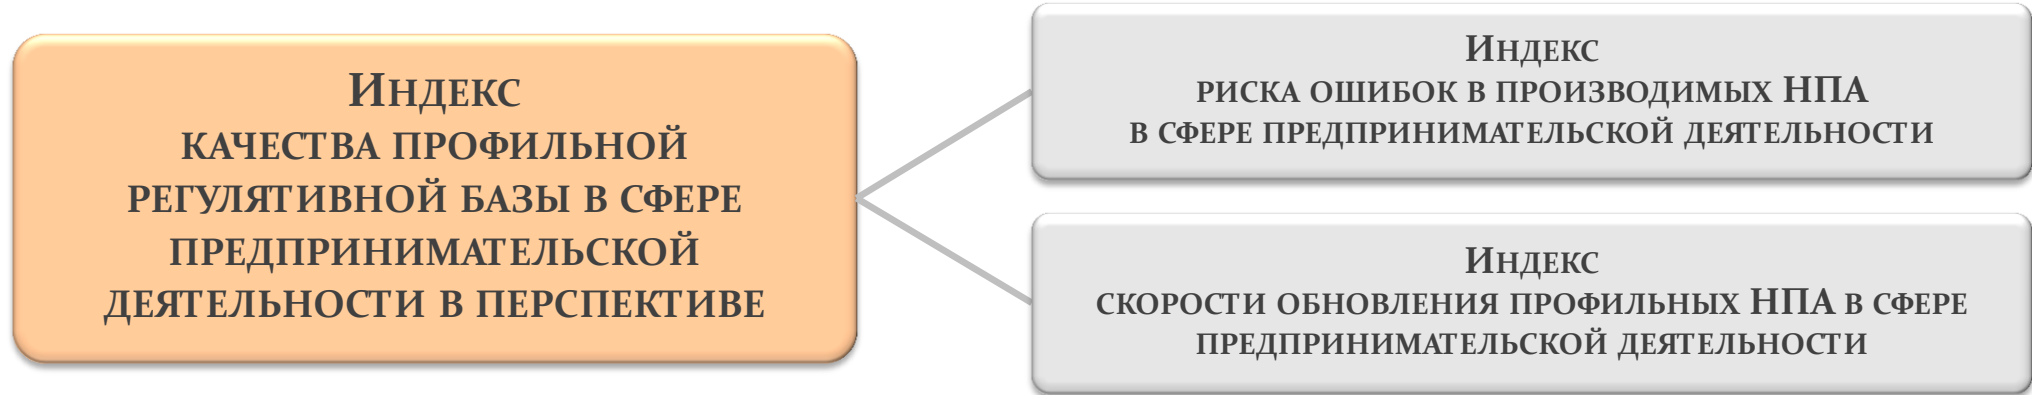 Индекс
качества профильной
регулятивной базы в сфере
предпринимательской
деятельности в перспективе
Индекс
риска ошибок в производимых НПА
в сфере предпринимательской деятельности
Индекс
скорости обновления профильных НПА в сфере
предпринимательской деятельности